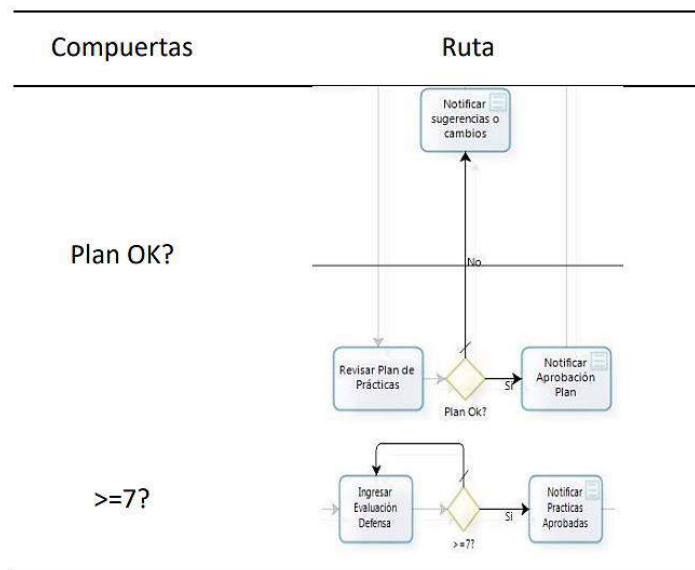 Compuertas Ruta
Notificar
sugerencias o
cambios
Plan OK?
No
Revisar Plan de
Prácticas
Plan Ok?
Si
Notificar
Aprobación
Plan
>=7?
Ingresar
Evaluación
Defensa
>=7?
Si
Notificar
Practicas
Aprobadas